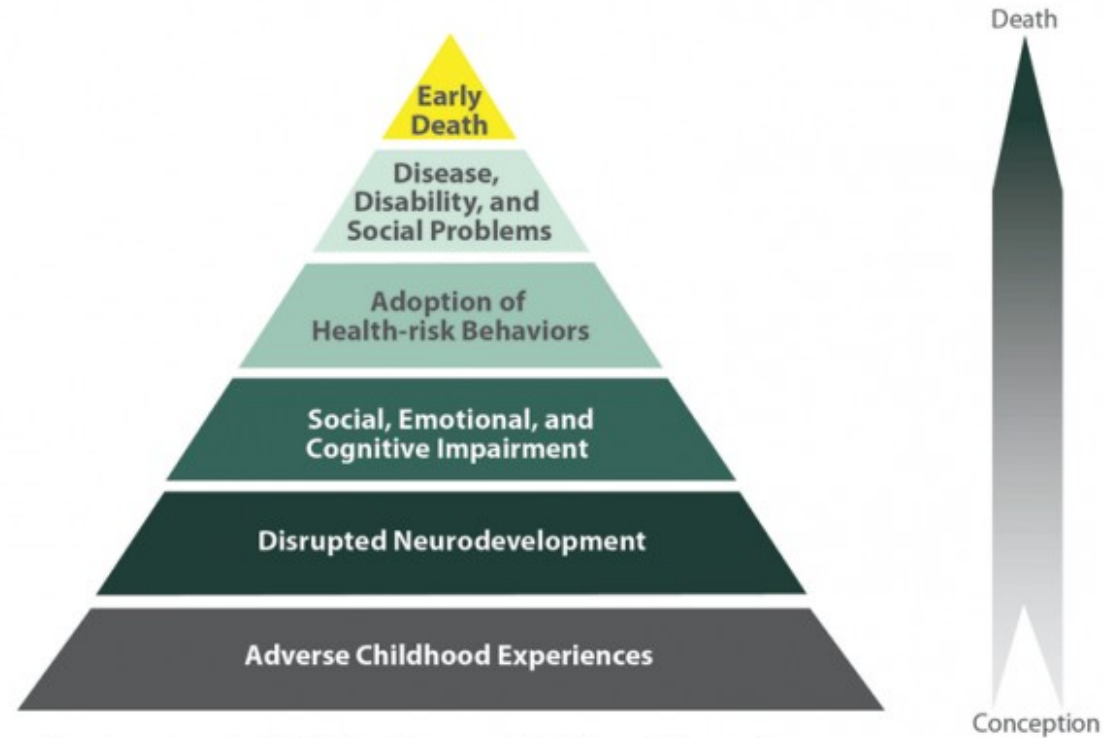 Death
Early
Death
Disease,
Disability, and
Social Problems
Adoption of
Health-risk Behaviors
Social, Emotional, and
Cognitive Impairment
Disrupted Neurodevelopment
Adverse Childhood Experiences
Conception